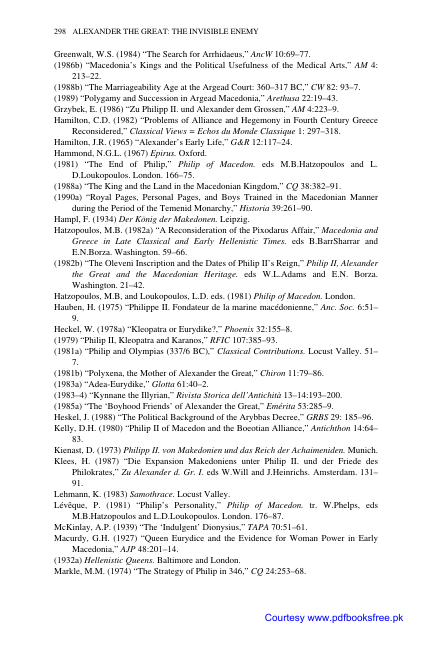 298 ALEXANDER THE GREAT: THE INVISIBLE ENEMY
Greenwalt, W.S. (1984) “The Search for Arrhidaeus,” AncW 10:69–77.
(1986b) “Macedonia’s Kings and the Political Usefulness of the Medical Arts,” AM 4:
213–22.
(1988b) “The Marriageability Age at the Argead Court: 360–317 BC,” CW 82: 93–7.
(1989) “Polygamy and Succession in Argead Macedonia,” Arethusa 22:19–43.
Grzybek, E. (1986) “Zu Philipp II. und Alexander dem Grossen,” AM 4:223–9.
Hamilton, C.D. (1982) “Problems of Alliance and Hegemony in Fourth Century Greece
Reconsidered,” Classical Views = Echos du Monde Classique 1: 297–318.
Hamilton, J.R. (1965) “Alexander’s Early Life,” G&R 12:117–24.
Hammond, N.G.L. (1967) Epirus. Oxford.
(1981) “The End of Philip,” Philip of Macedon. eds M.B.Hatzopoulos and L.
D.Loukopoulos. London. 166–75.
(1988a) “The King and the Land in the Macedonian Kingdom,” CQ 38:382–91.
(1990a) “Royal Pages, Personal Pages, and Boys Trained in the Macedonian Manner
during the Period of the Temenid Monarchy,” Historia 39:261–90.
Hampl, F. (1934) Der König der Makedonen. Leipzig.
Hatzopoulos, M.B. (1982a) “A Reconsideration of the Pixodarus Affair,” Macedonia and
Greece in Late Classical and Early Hellenistic Times. eds B.BarrSharrar and
E.N.Borza. Washington. 59–66.
(1982b) “The Oleveni Inscription and the Dates of Philip II’s Reign,” Philip II, Alexander
the Great and the Macedonian Heritage. eds W.L.Adams and E.N. Borza.
Washington. 21–42.
Hatzopoulos, M.B, and Loukopoulos, L.D. eds. (1981) Philip of Macedon. London.
Hauben, H. (1975) “Philippe II. Fondateur de la marine macédonienne,” Anc. Soc. 6:51–
9.
Heckel, W. (1978a) “Kleopatra or Eurydike?,” Phoenix 32:155–8.
(1979) “Philip II, Kleopatra and Karanos,” RFIC 107:385–93.
(1981a) “Philip and Olympias (337/6 BC),” Classical Contributions. Locust Valley. 51–
7.
(1981b) “Polyxena, the Mother of Alexander the Great,” Chiron 11:79–86.
(1983a) “Adea-Eurydike,” Glotta 61:40–2.
(1983–4) “Kynnane the Illyrian,” Rivista Storica dell’Antichità 13–14:193–200.
(1985a) “The ‘Boyhood Friends’ of Alexander the Great,” Emérita 53:285–9.
Heskel, J. (1988) “The Political Background of the Arybbas Decree,” GRBS 29: 185–96.
Kelly, D.H. (1980) “Philip II of Macedon and the Boeotian Alliance,” Antichthon 14:64–
83.
Kienast, D. (1973) Philipp II. von Makedonien und das Reich der Achaimeniden. Munich.
Klees, H. (1987) “Die Expansion Makedoniens unter Philip II. und der Friede des
Philokrates,” Zu Alexander d. Gr. I. eds W.Will and J.Heinrichs. Amsterdam. 131–
91.
Lehmann, K. (1983) Samothrace. Locust Valley.
Lévêque, P. (1981) “Philip’s Personality,” Philip of Macedon. tr. W.Phelps, eds
M.B.Hatzopoulos and L.D.Loukopoulos. London. 176–87.
McKinlay, A.P. (1939) “The ‘Indulgent’ Dionysius,” TAPA 70:51–61.
Macurdy, G.H. (1927) “Queen Eurydice and the Evidence for Woman Power in Early
Macedonia,” AJP 48:201–14.
(1932a) Hellenistic Queens. Baltimore and London.
Markle, M.M. (1974) “The Strategy of Philip in 346,” CQ 24:253–68.
Courtesy www.pdfbooksfree.pk